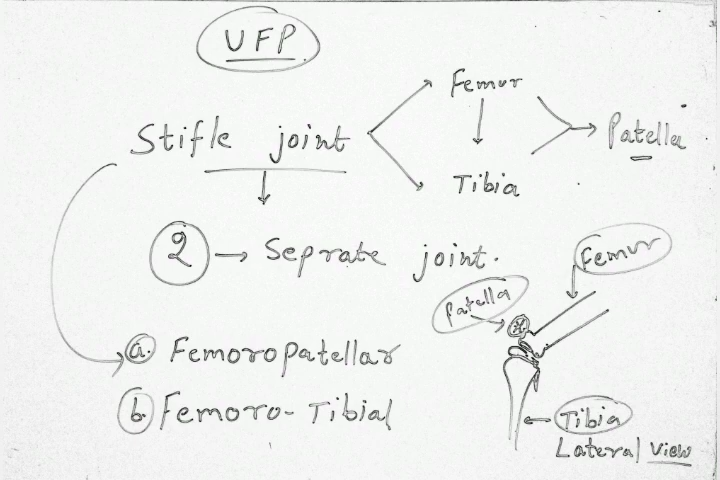 UFP
Femur
Stifle joint
Patella
Tibia
2 → Seprate joint.
Femur
Patella
a. Femoropatellar
b. Femoro-Tibial
Tibia
Lateral View